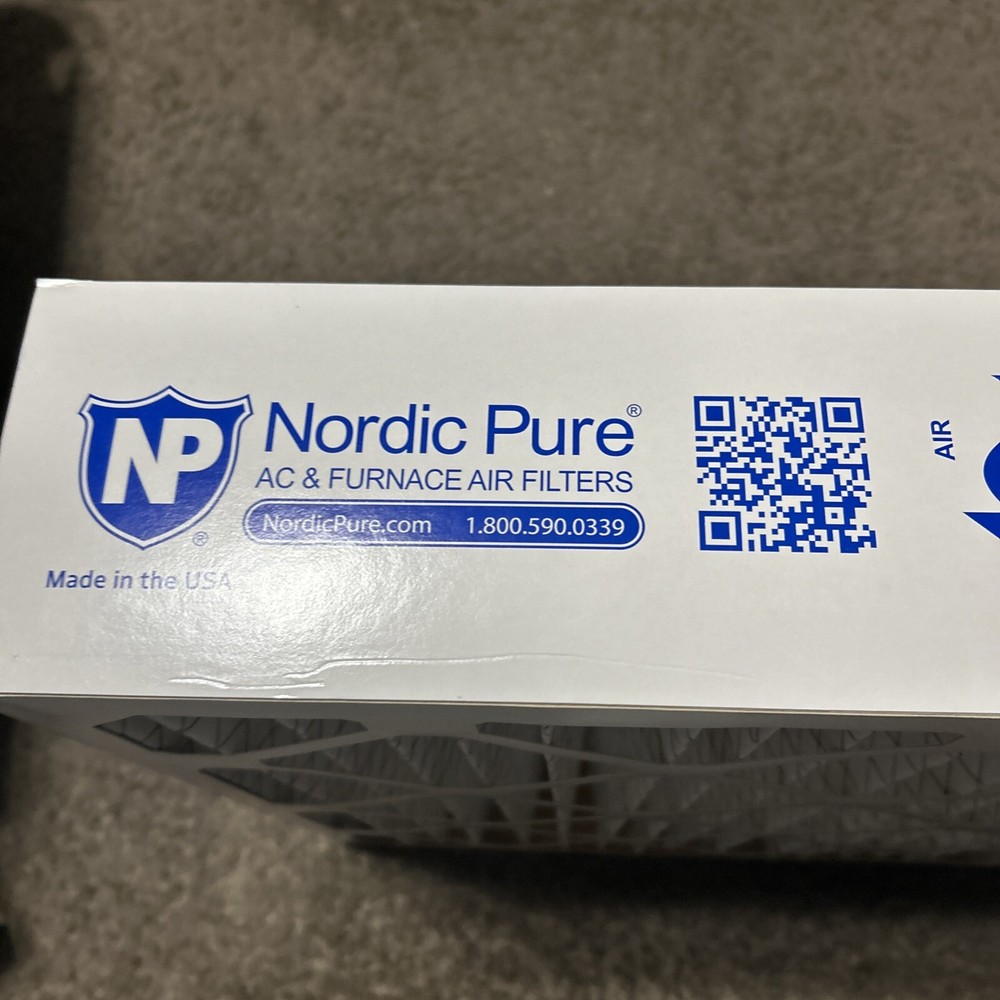 NP
Nordic Pure®
AC & FURNACE AIR FILTERS
NordicPure.com 1.800.590.0339
®
Made in the USA
AIR